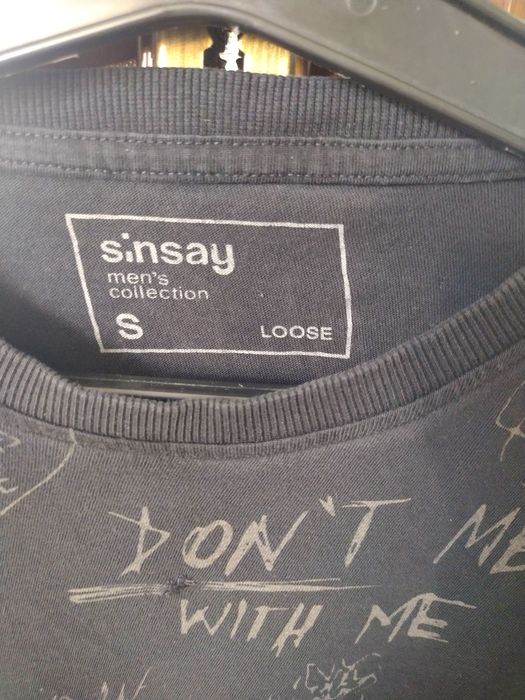 sinsay
men's
collection
S LOOSE
DON'T ME
WITH ME